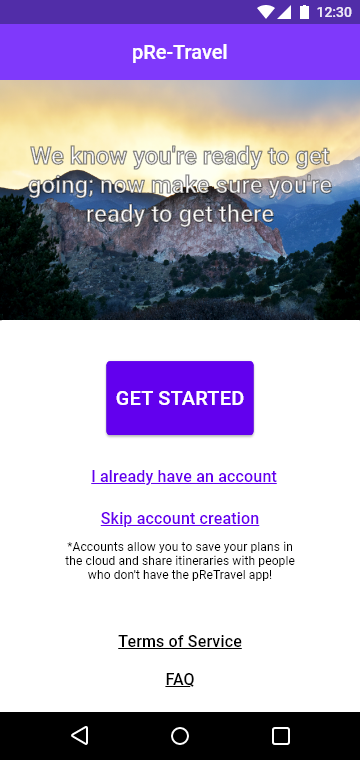 12:30
pRe-Travel
We know you're ready to get
going; now make sure you're
ready to get there
GET STARTED
I already have an account
Skip account creation
*Accounts allow you to save your plans in
the cloud and share itineraries with people
who don't have the pReTravel app!
Terms of Service
FAQ